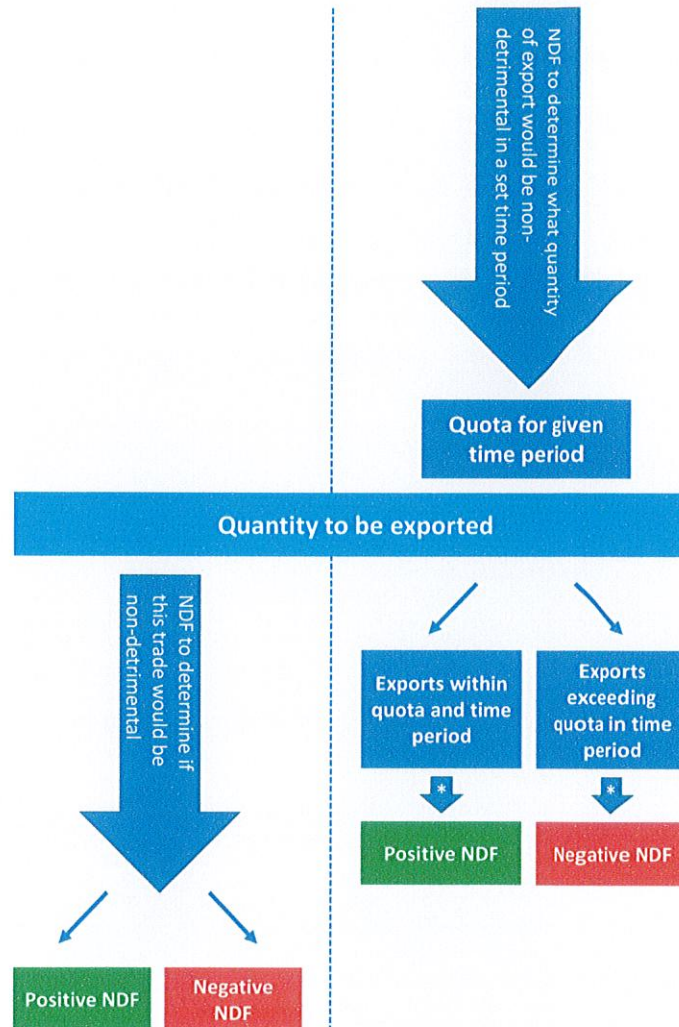 NDF to determine what quantity
of export would be non-
detrimental in a set time period
Quota for given
time period
Quantity to be exported
NDF to determine if
this trade would be
non-detrimental
Exports within
quota and time
period
Exports
exceeding
quota in time
period
*
*
Positive NDF
Negative NDF
Positive NDF
Negative
NDF